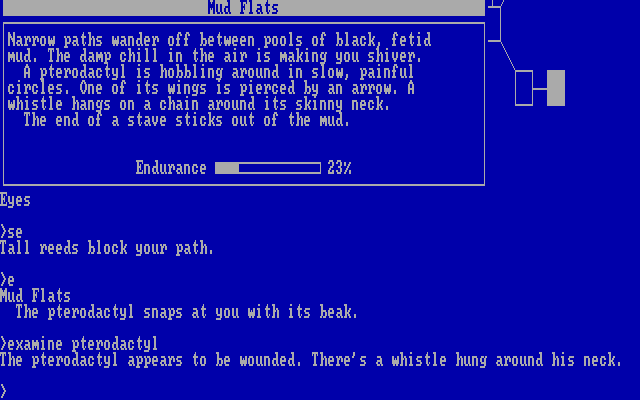 Mud Flats
Narrow paths wander off between pools of black, fetid
mud. The damp chill in the air is making you shiver.
A pterodactyl is hobbling around in slow, painful
circles. One of its wings is pierced by an arrow. A
whistle hangs on a chain around its skinny neck.
The end of a stave sticks out of the mud.
Endurance 23%
Eyes
>se
Tall reeds block your path.
>e
Mud Flats
The pterodactyl snaps at you with its beak.
>examine pterodactyl
The pterodactyl appears to be wounded. There's a whistle hung around his neck.
>